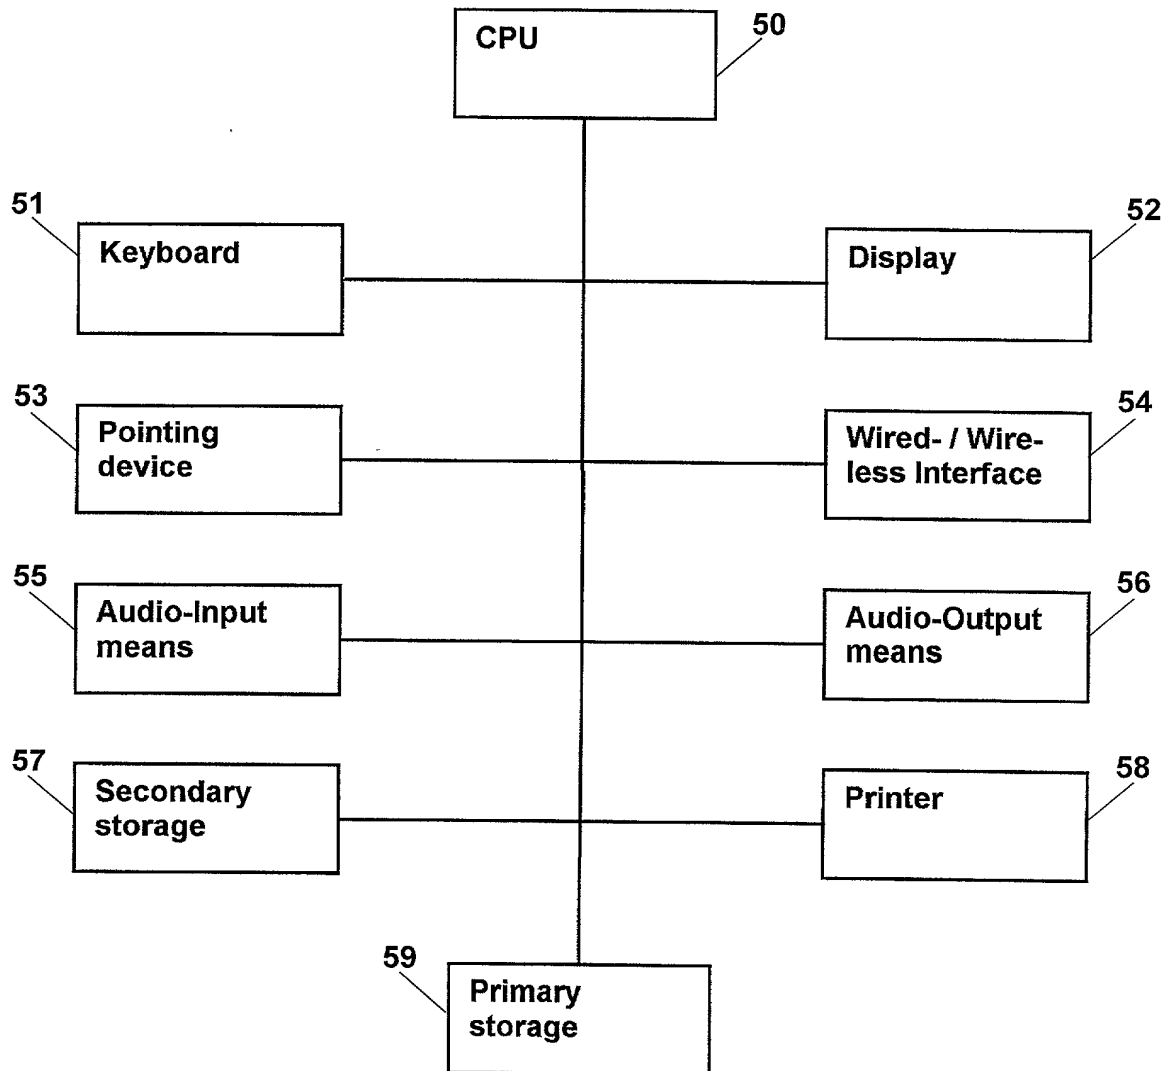 CPU
50
51
Keyboard
52
Display
53
Pointing
device
54
Wired- / Wire-
less Interface
55
Audio-Input
means
56
Audio-Output
means
57
Secondary
storage
58
Printer
59
Primary
storage